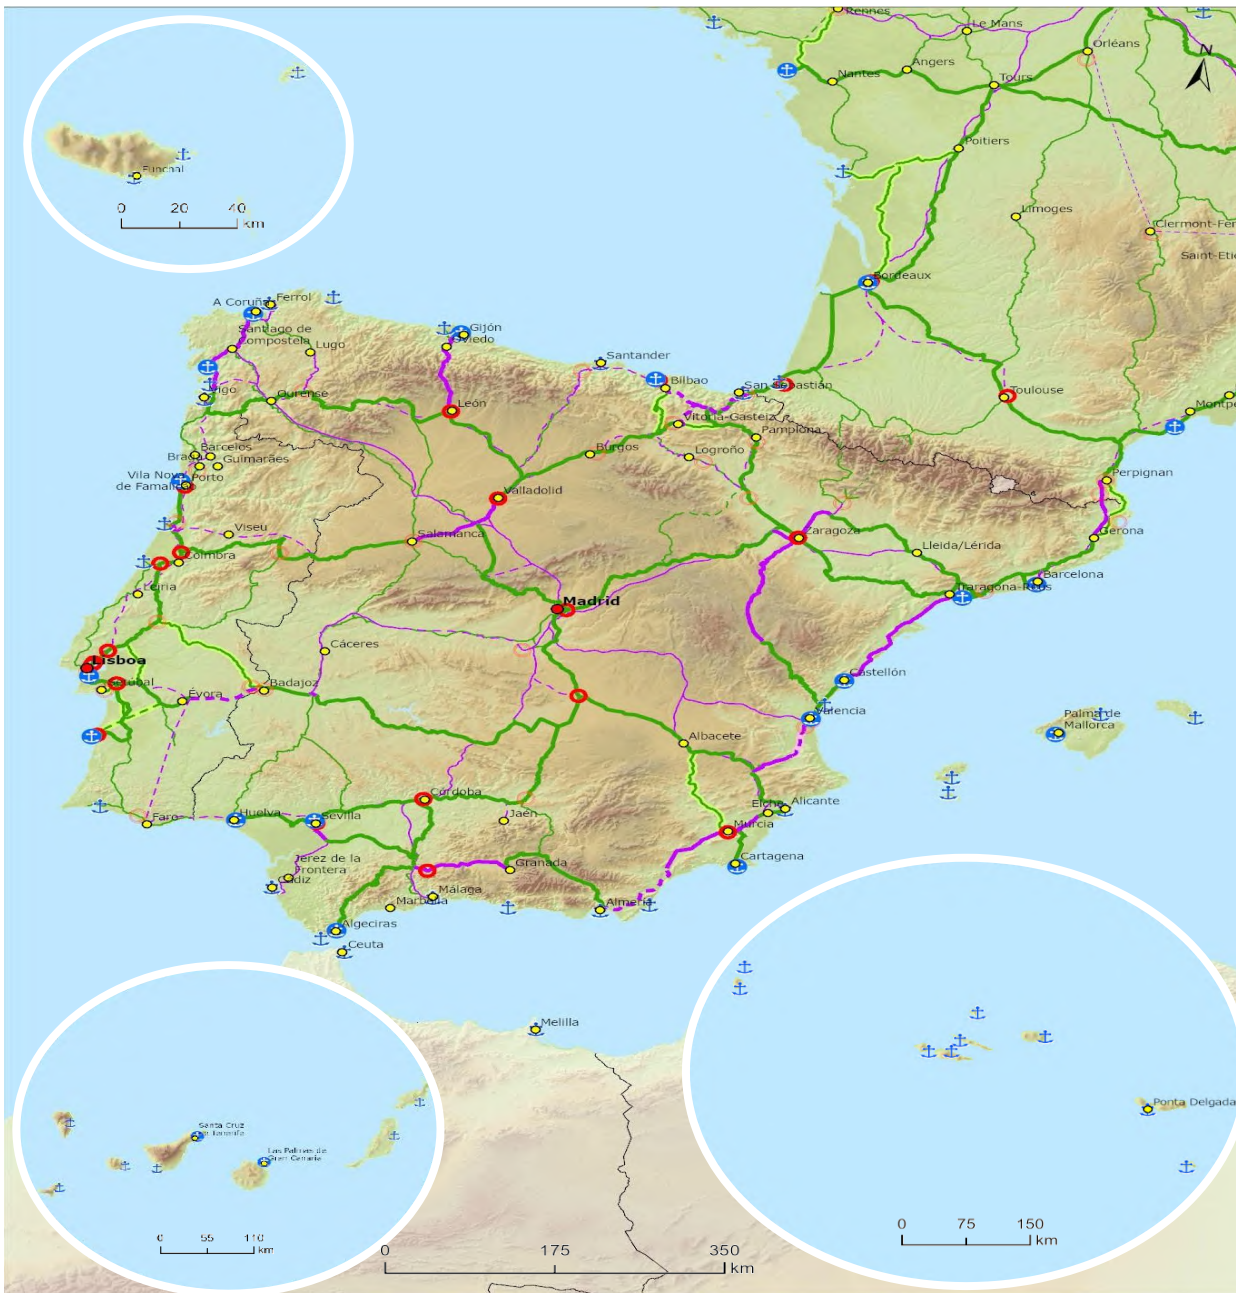 Rennes
Le Mans
Orléans
N
Angers
Nantes
Tours
Poitiers
Funchal
0 20 40
km
Limoges
Clermont-Fer
Saint-Etie
Bordeaux
A Coruña
Ferrol
Santiago de
Compostela
Lugo
Gijón
Oviedo
Santander
Bilbao
San Sebastián
Toulouse
Montpe
Vigo
Ourense
León
Vitoria-Gasteiz
Pamplona
Burgos
Logroño
Perpignan
Barcelos
Braga
Guimarães
Vila Nova
de Famalic
Porto
Valladolid
Viseu
Salamanca
Zaragoza
Gerona
Lleida/Lérida
Coimbra
Barcelona
Leiria
Tarragona-Reus
Madrid
Cáceres
Lisboa
Setúbal
Évora
Badajoz
Castellón
Valencia
Palma de
Mallorca
Albacete
Córdoba
Elche
Alicante
Faro
Huelva
Sevilla
Jaén
Murcia
Jerez de la
Frontera
Cádiz
Granada
Cartagena
Málaga
Marbella
Almería
Algeciras
Ceuta
Melilla
Ponta Delgada
Santa Cruz
de Tenerife
Las Palmas de
Gran Canaria
0 55 110
km
0 175 350
km
0 75 150
km